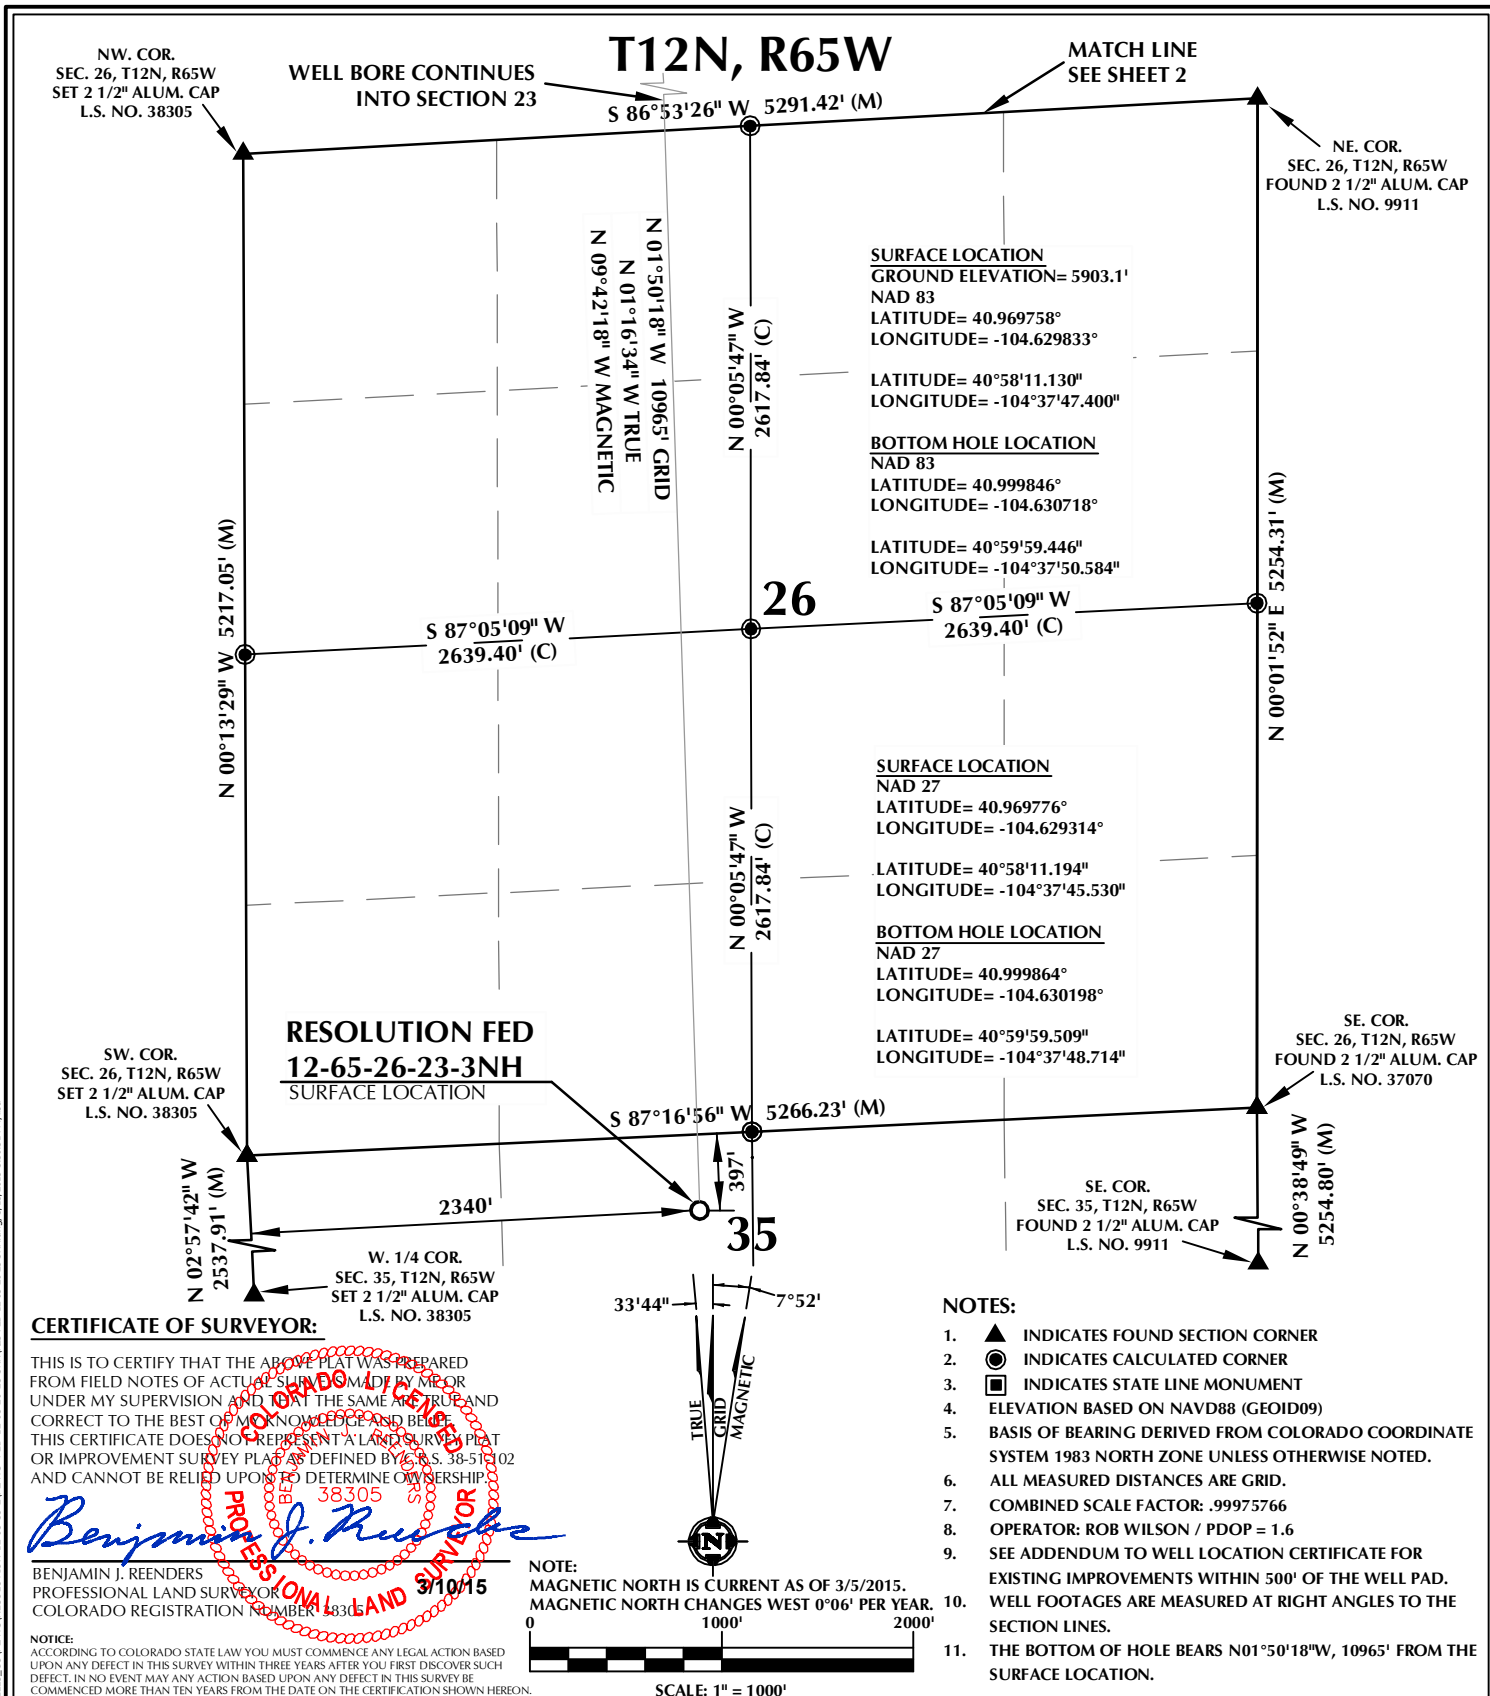 T12N, R65W
NW. COR.
SEC. 26, T12N, R65W
SET 2 1/2" ALUM. CAP
L.S. NO. 38305
WELL BORE CONTINUES
INTO SECTION 23
MATCH LINE
SEE SHEET 2
S 86°53'26" W 5291.42' (M)
NE. COR.
SEC. 26, T12N, R65W
FOUND 2 1/2" ALUM. CAP
L.S. NO. 9911
N 01°50'18" W 10965' GRID
N 01°16'34" W TRUE
N 09°42'18" W MAGNETIC
N 00°05'47" W
2617.84' (C)
SURFACE LOCATION
GROUND ELEVATION= 5903.1'
NAD 83
LATITUDE= 40.969758°
LONGITUDE= -104.629833°
LATITUDE= 40°58'11.130"
LONGITUDE= -104°37'47.400"
BOTTOM HOLE LOCATION
NAD 83
LATITUDE= 40.999846°
LONGITUDE= -104.630718°
LATITUDE= 40°59'59.446"
LONGITUDE= -104°37'50.584"
N 00°13'29" W 5217.05' (M)
N 00°01'52" E 5254.31' (M)
26
S 87°05'09" W
2639.40' (C)
S 87°05'09" W
2639.40' (C)
SURFACE LOCATION
NAD 27
LATITUDE= 40.969776°
LONGITUDE= -104.629314°
LATITUDE= 40°58'11.194"
LONGITUDE= -104°37'45.530"
BOTTOM HOLE LOCATION
NAD 27
LATITUDE= 40.999864°
LONGITUDE= -104.630198°
LATITUDE= 40°59'59.509"
LONGITUDE= -104°37'48.714"
N 00°05'47" W
2617.84' (C)
RESOLUTION FED
12-65-26-23-3NH
SURFACE LOCATION
SW. COR.
SEC. 26, T12N, R65W
SET 2 1/2" ALUM. CAP
L.S. NO. 38305
SE. COR.
SEC. 26, T12N, R65W
FOUND 2 1/2" ALUM. CAP
L.S. NO. 37070
S 87°16'56" W 5266.23' (M)
397'
2340'
35
N 02°57'42" W
2537.91' (M)
W. 1/4 COR.
SEC. 35, T12N, R65W
SET 2 1/2" ALUM. CAP
L.S. NO. 38305
SE. COR.
SEC. 35, T12N, R65W
FOUND 2 1/2" ALUM. CAP
L.S. NO. 9911
N 00°38'49" W
5254.80' (M)
33'44"
7°52'
TRUE
GRID
MAGNETIC
N
CERTIFICATE OF SURVEYOR:
THIS IS TO CERTIFY THAT THE ABOVE PLAT WAS PREPARED
FROM FIELD NOTES OF ACTUAL SURVEYS MADE BY ME OR
UNDER MY SUPERVISION AND THAT THE SAME ARE TRUE AND
CORRECT TO THE BEST OF MY KNOWLEDGE AND BELIEF.
THIS CERTIFICATE DOES NOT REPRESENT A LAND SURVEY PLAT
OR IMPROVEMENT SURVEY PLAT AS DEFINED BY C.R.S. 38-51-102
AND CANNOT BE RELIED UPON TO DETERMINE OWNERSHIP.
COLORADO LICENSED
PROFESSIONAL LAND SURVEYOR
BENJAMIN J. REENDERS
38305
Benjamin J. Reenders
3/10/15
BENJAMIN J. REENDERS
PROFESSIONAL LAND SURVEYOR
COLORADO REGISTRATION NUMBER 38305
NOTICE:
ACCORDING TO COLORADO STATE LAW YOU MUST COMMENCE ANY LEGAL ACTION BASED
UPON ANY DEFECT IN THIS SURVEY WITHIN THREE YEARS AFTER YOU FIRST DISCOVER SUCH
DEFECT. IN NO EVENT MAY ANY ACTION BASED UPON ANY DEFECT IN THIS SURVEY BE
COMMENCED MORE THAN TEN YEARS FROM THE DATE ON THE CERTIFICATION SHOWN HEREON.
NOTE:
MAGNETIC NORTH IS CURRENT AS OF 3/5/2015.
MAGNETIC NORTH CHANGES WEST 0°06' PER YEAR.
0 1000' 2000'
SCALE: 1" = 1000'
NOTES:
1. INDICATES FOUND SECTION CORNER
2. INDICATES CALCULATED CORNER
3. INDICATES STATE LINE MONUMENT
4. ELEVATION BASED ON NAVD88 (GEOID09)
5. BASIS OF BEARING DERIVED FROM COLORADO COORDINATE
SYSTEM 1983 NORTH ZONE UNLESS OTHERWISE NOTED.
6. ALL MEASURED DISTANCES ARE GRID.
7. COMBINED SCALE FACTOR: .99975766
8. OPERATOR: ROB WILSON / PDOP = 1.6
9. SEE ADDENDUM TO WELL LOCATION CERTIFICATE FOR
EXISTING IMPROVEMENTS WITHIN 500' OF THE WELL PAD.
10. WELL FOOTAGES ARE MEASURED AT RIGHT ANGLES TO THE
SECTION LINES.
11. THE BOTTOM OF HOLE BEARS N01°50'18"W, 10965' FROM THE
SURFACE LOCATION.